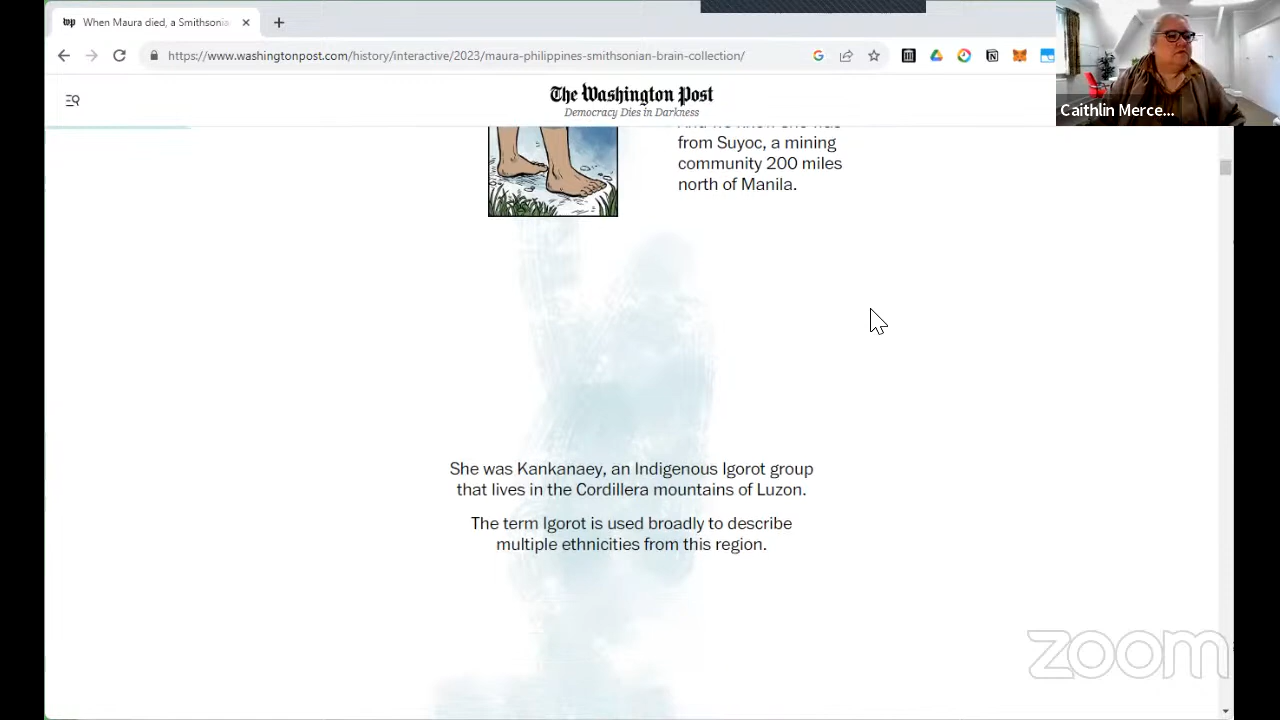 When Maura died, a Smithsonia
https://www.washingtonpost.com/history/interactive/2023/maura-philippines-smithsonian-brain-collection/
The Washington Post
Democracy Dies in Darkness
Caithlin Merce...
from Suyoc, a mining
community 200 miles
north of Manila.
She was Kankanaey, an Indigenous Igorot group
that lives in the Cordillera mountains of Luzon.
The term Igorot is used broadly to describe
multiple ethnicities from this region.
zoom